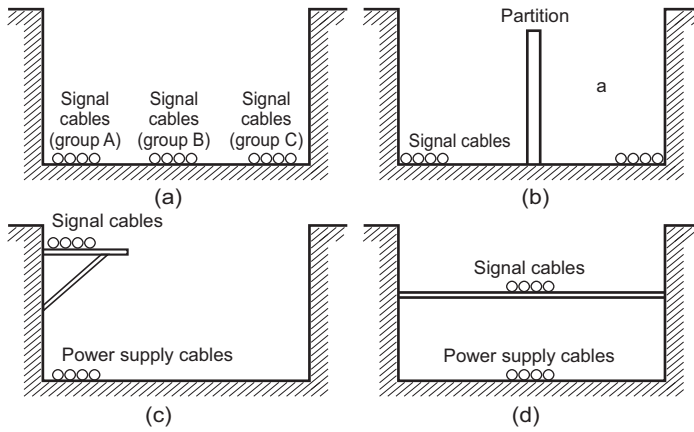 Signal
cables
(group A)
Signal
cables
(group B)
Signal
cables
(group C)
(a)
Partition
a
Signal cables
(b)
Signal cables
Power supply cables
(c)
Signal cables
Power supply cables
(d)